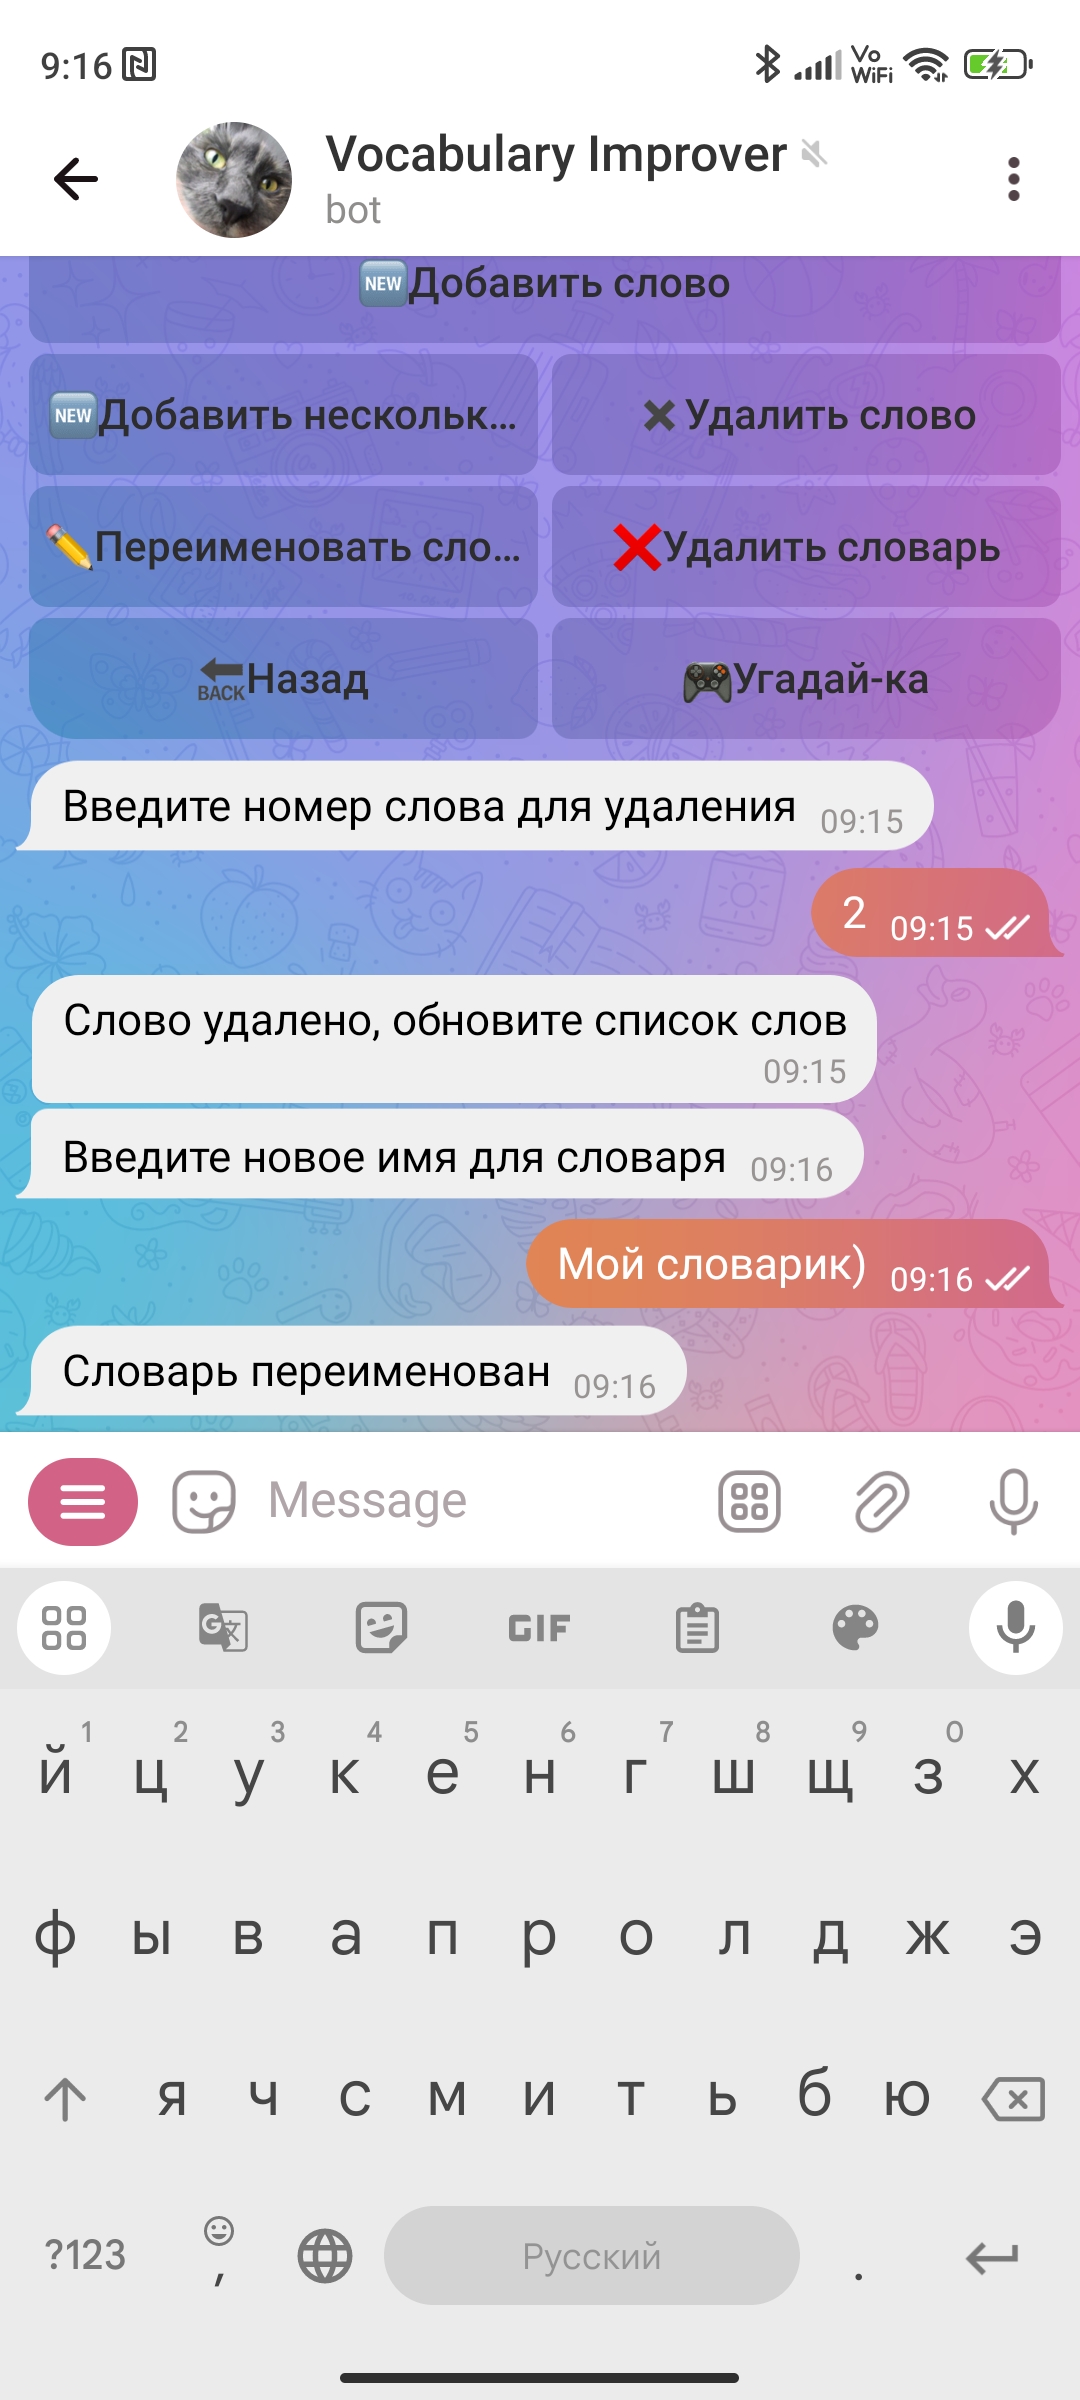 9:16
Vo
WiFi
Vocabulary Improver
bot
NEW Добавить слово
NEW Добавить нескольк...
Удалить слово
Переименовать сло...
Удалить словарь
BACK Назад
Угадай-ка
Введите номер слова для удаления 09:15
2 09:15
Слово удалено, обновите список слов
09:15
Введите новое имя для словаря 09:16
Мой словарик) 09:16
Словарь переименован 09:16
Message
G 文 GIF
1 2 3 4 5 6 7 8 9 0
й ц у к е н г ш щ з х
ф ы в а п р о л д ж э
я ч с м и т ь б ю
?123 , Русский .